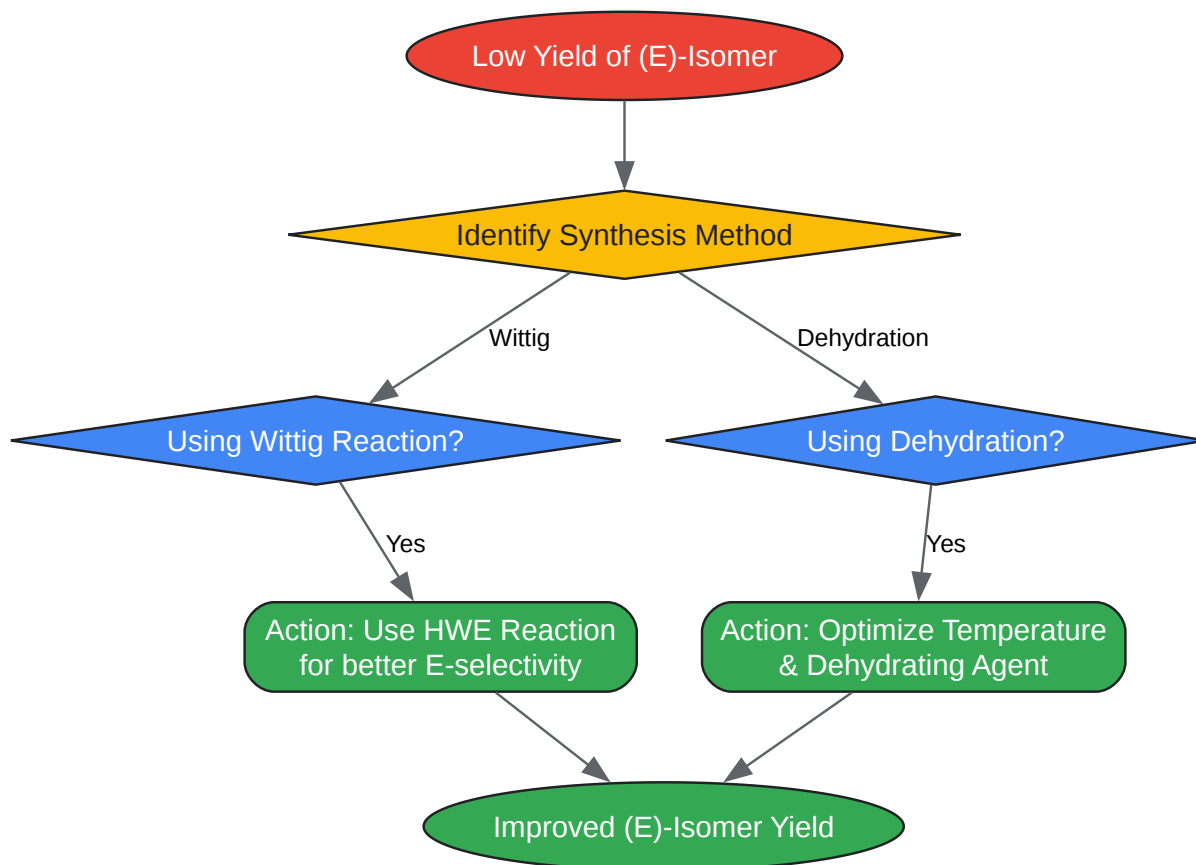 Low Yield of (E)-Isomer
Identify Synthesis Method
Wittig
Dehydration
Using Wittig Reaction?
Using Dehydration?
Yes
Yes
Action: Use HWE Reaction
for better E-selectivity
Action: Optimize Temperature
& Dehydrating Agent
Improved (E)-Isomer Yield